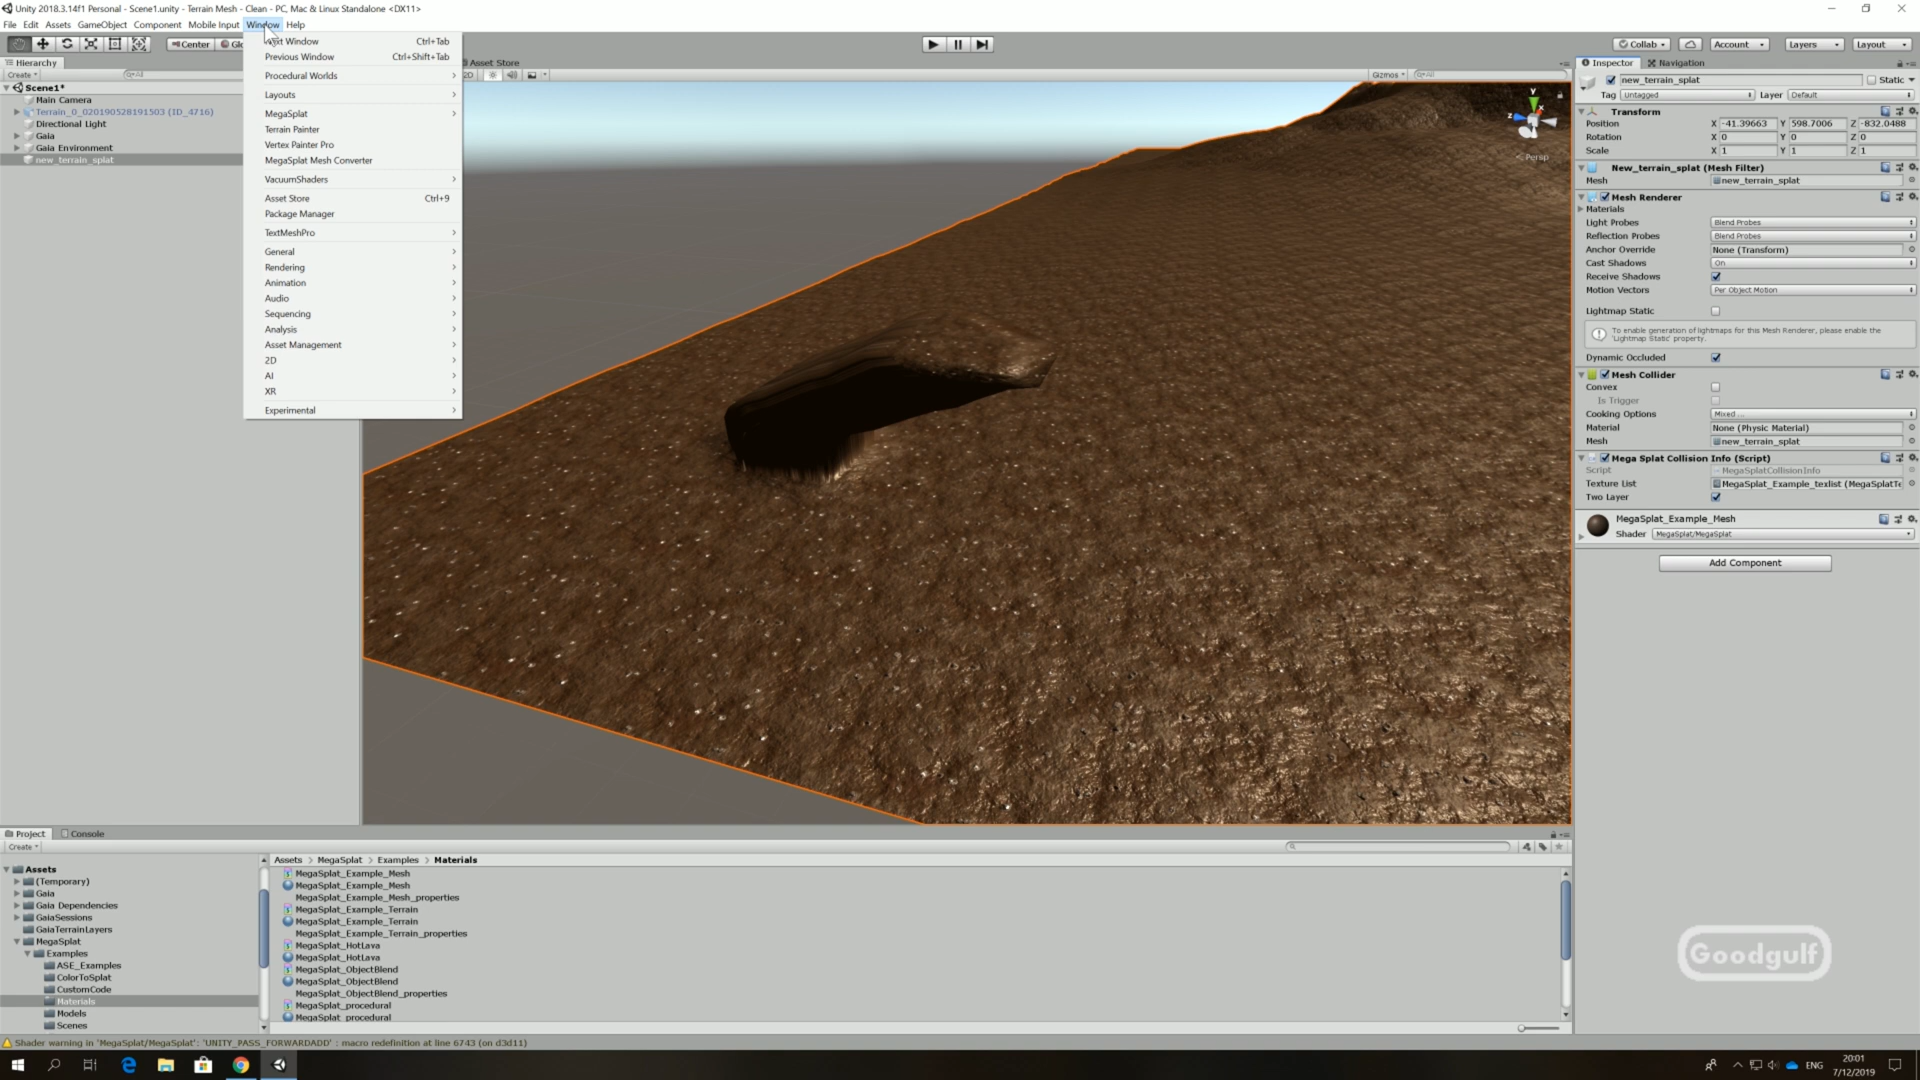 Unity 2018.3.14f1 Personal - Scene1.unity - Terrain Mesh - Clean - PC, Mac & Linux Standalone <DX11>
File Edit Assets GameObject Component Mobile Input Window Help
Center
Collab Account Layers Layout
Hierarchy
Create
Scene1*
Main Camera
Terrain_0_020190528191503 (ID_4716)
Directional Light
Gaia
Gaia Environment
new_terrain_splat
Window Ctrl+Tab
Previous Window Ctrl+Shift+Tab
Procedural Worlds
Layouts
MegaSplat
Terrain Painter
Vertex Painter Pro
MegaSplat Mesh Converter
VacuumShaders
Asset Store Ctrl+9
Package Manager
TextMeshPro
General
Rendering
Animation
Audio
Sequencing
Analysis
Asset Management
2D
AI
XR
Experimental
Asset Store
2D
Gizmos All
y
x
z
Persp
Inspector Navigation
new_terrain_splat Static
Tag Untagged Layer Default
Transform
Position X -41.39663 Y 598.7006 Z -832.0488
Rotation X 0 Y 0 Z 0
Scale X 1 Y 1 Z 1
New_terrain_splat (Mesh Filter)
Mesh new_terrain_splat
Mesh Renderer
Materials
Light Probes Blend Probes
Reflection Probes Blend Probes
Anchor Override None (Transform)
Cast Shadows On
Receive Shadows
Motion Vectors Per Object Motion
Lightmap Static
To enable generation of lightmaps for this Mesh Renderer, please enable the
'Lightmap Static' property.
Dynamic Occluded
Mesh Collider
Convex
Is Trigger
Cooking Options Mixed ...
Material None (Physic Material)
Mesh new_terrain_splat
Mega Splat Collision Info (Script)
Script MegaSplatCollisionInfo
Texture List MegaSplat_Example_texlist (MegaSplatTe
Two Layer
MegaSplat_Example_Mesh
Shader MegaSplat/MegaSplat
Add Component
Project Console
Create
Assets
(Temporary)
Gaia
Gaia Dependencies
GaiaSessions
GaiaTerrainLayers
MegaSplat
Examples
ASE_Examples
ColorToSplat
CustomCode
Materials
Models
Scenes
Assets > MegaSplat > Examples > Materials
MegaSplat_Example_Mesh
MegaSplat_Example_Mesh
MegaSplat_Example_Mesh_properties
MegaSplat_Example_Terrain
MegaSplat_Example_Terrain
MegaSplat_Example_Terrain_properties
MegaSplat_HotLava
MegaSplat_HotLava
MegaSplat_ObjectBlend
MegaSplat_ObjectBlend
MegaSplat_ObjectBlend_properties
MegaSplat_procedural
MegaSplat_procedural
Goodgulf
Shader warning in 'MegaSplat/MegaSplat': 'UNITY_PASS_FORWARDADD' : macro redefinition at line 6743 (on d3d11)
ENG
20:01
7/12/2019